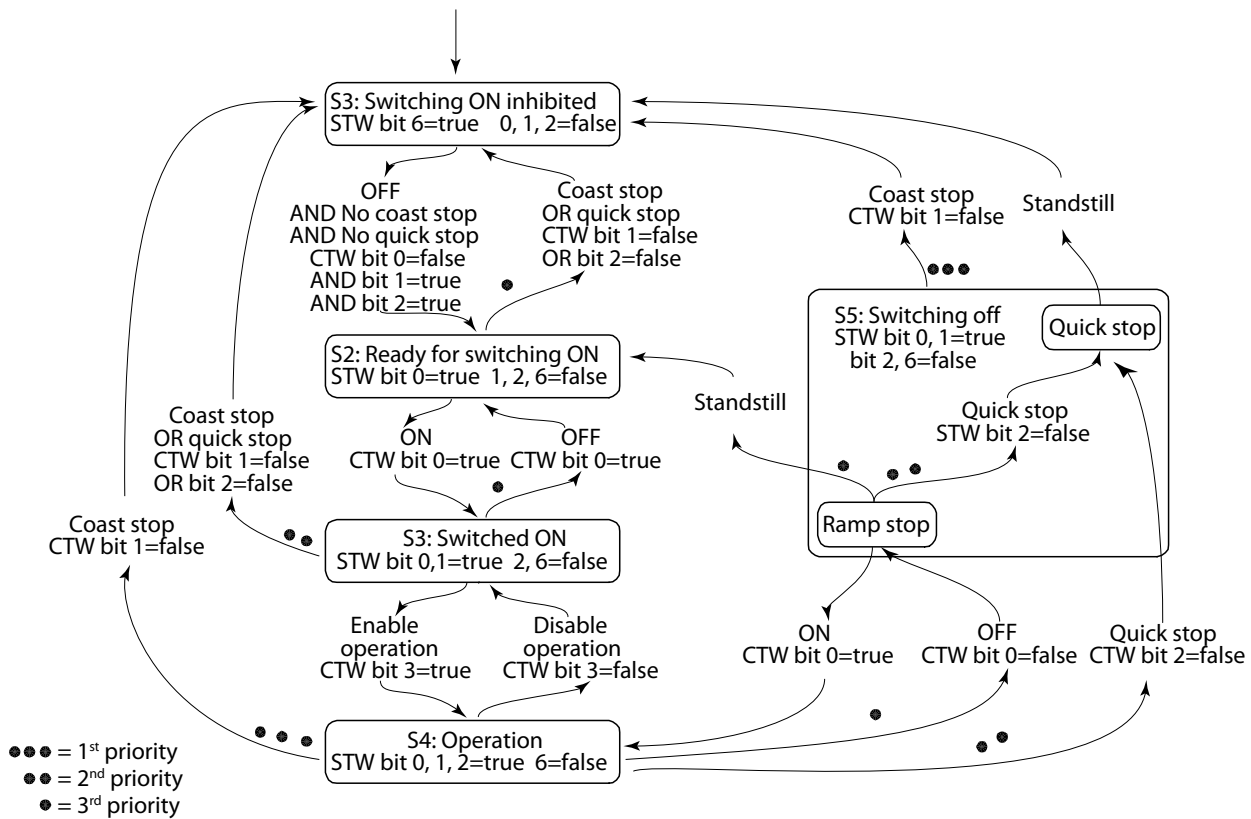 S3: Switching ON inhibited
STW bit 6=true 0, 1, 2=false
OFF
AND No coast stop
AND No quick stop
CTW bit 0=false
AND bit 1=true
AND bit 2=true
Coast stop
OR quick stop
CTW bit 1=false
OR bit 2=false
Coast stop
CTW bit 1=false
Standstill
S5: Switching off
STW bit 0, 1=true
bit 2, 6=false
Quick stop
S2: Ready for switching ON
STW bit 0=true 1, 2, 6=false
Standstill
Quick stop
STW bit 2=false
Coast stop
OR quick stop
CTW bit 1=false
OR bit 2=false
ON
CTW bit 0=true
OFF
CTW bit 0=true
Ramp stop
Coast stop
CTW bit 1=false
S3: Switched ON
STW bit 0,1=true 2, 6=false
Enable
operation
CTW bit 3=true
Disable
operation
CTW bit 3=false
ON
CTW bit 0=true
OFF
CTW bit 0=false
Quick stop
CTW bit 2=false
S4: Operation
STW bit 0, 1, 2=true 6=false
= 1st priority
= 2nd priority
= 3rd priority